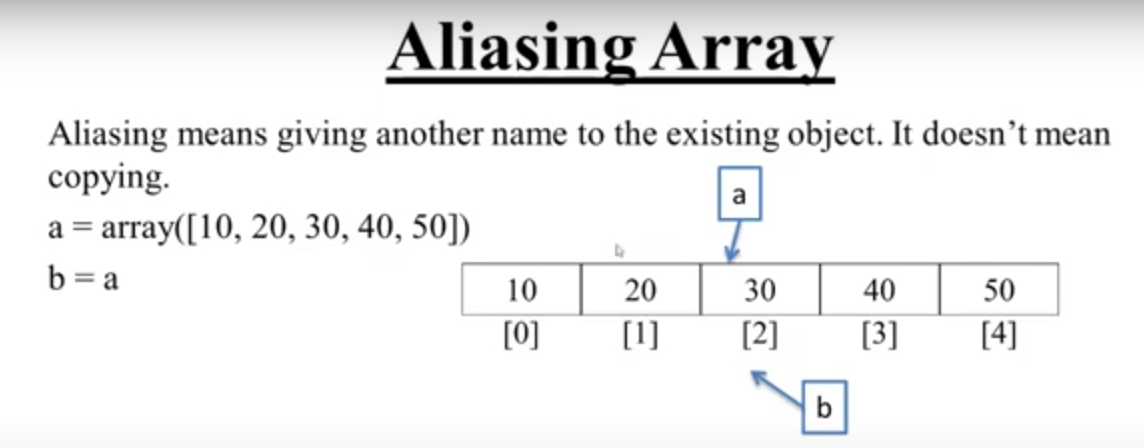 Aliasing Array
Aliasing means giving another name to the existing object. It doesn’t mean
copying.
a
a = array([10, 20, 30, 40, 50])
b = a
10 20 30 40 50
[0] [1] [2] [3] [4]
b